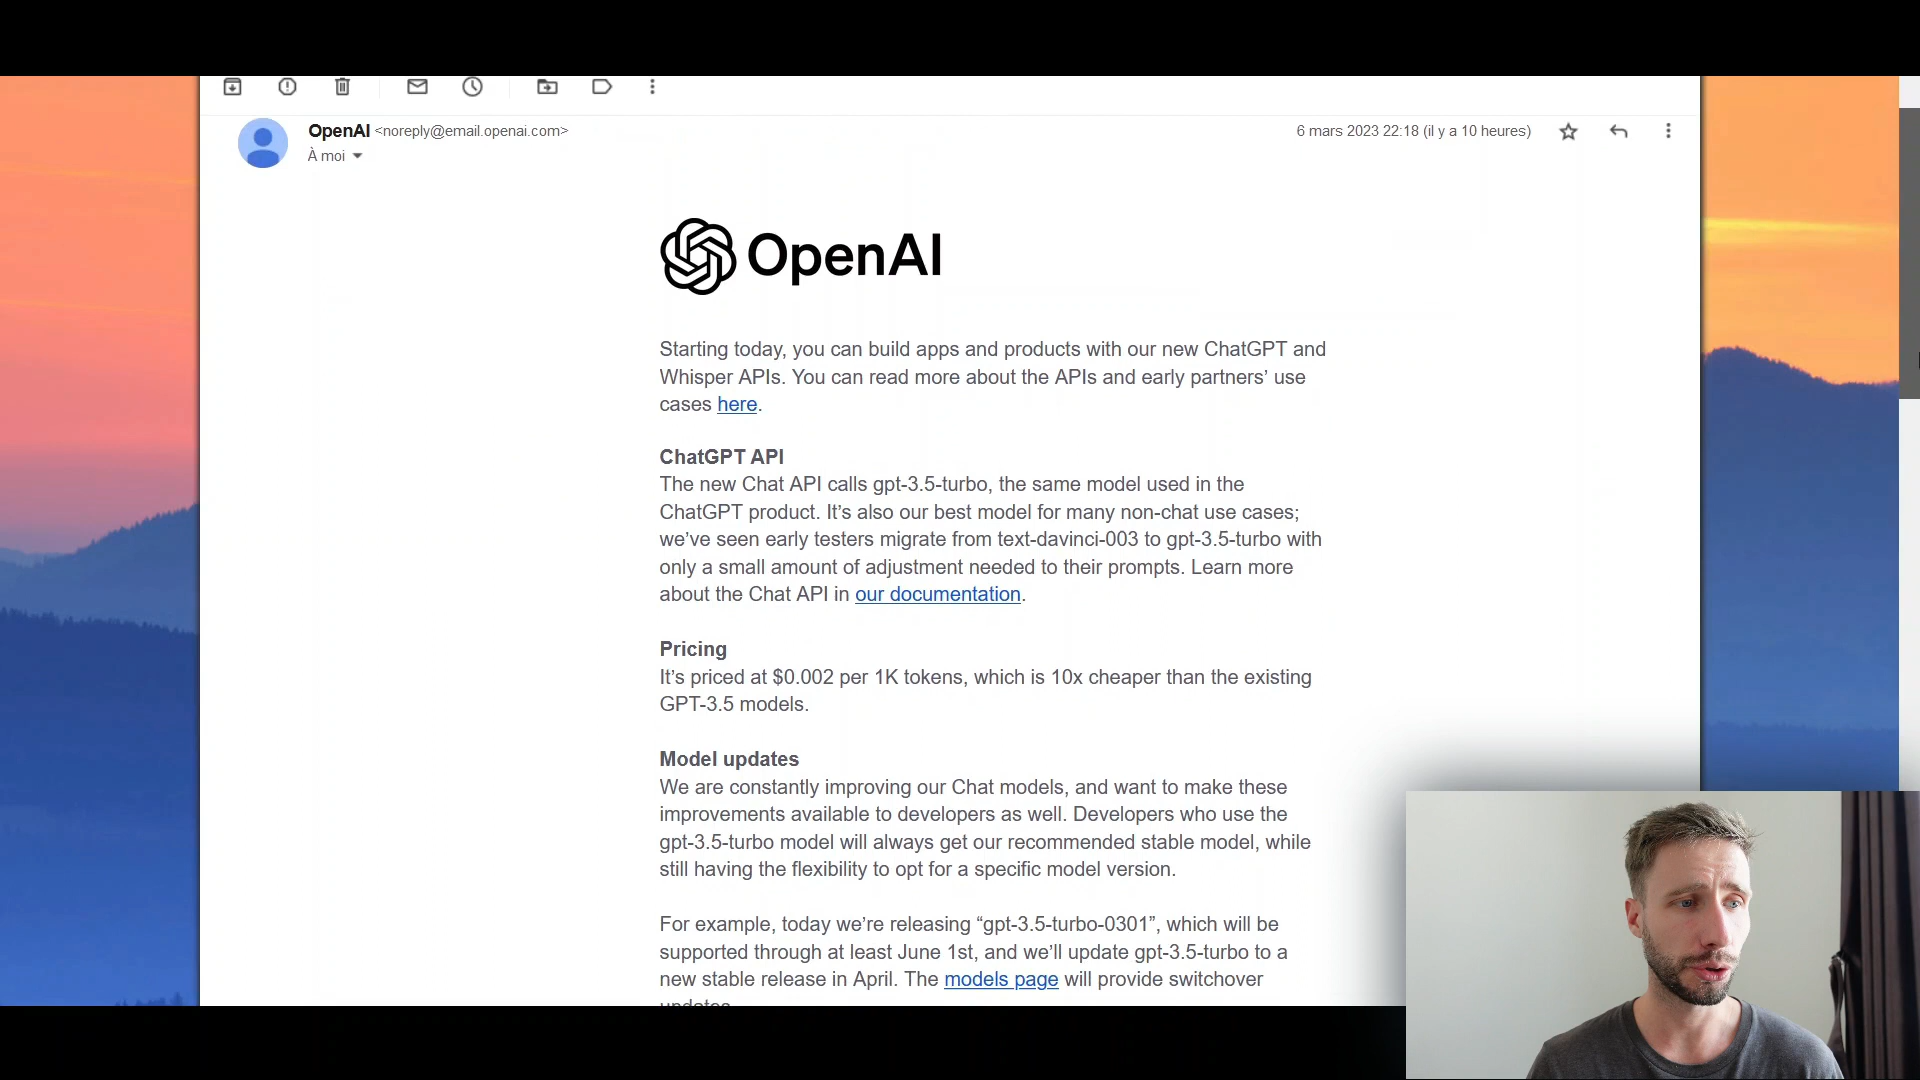 OpenAI <noreply@email.openai.com>
6 mars 2023 22:18 (il y a 10 heures)
À moi
OpenAI
Starting today, you can build apps and products with our new ChatGPT and
Whisper APIs. You can read more about the APIs and early partners’ use
cases here.
ChatGPT API
The new Chat API calls gpt-3.5-turbo, the same model used in the
ChatGPT product. It’s also our best model for many non-chat use cases;
we’ve seen early testers migrate from text-davinci-003 to gpt-3.5-turbo with
only a small amount of adjustment needed to their prompts. Learn more
about the Chat API in our documentation.
Pricing
It’s priced at $0.002 per 1K tokens, which is 10x cheaper than the existing
GPT-3.5 models.
Model updates
We are constantly improving our Chat models, and want to make these
improvements available to developers as well. Developers who use the
gpt-3.5-turbo model will always get our recommended stable model, while
still having the flexibility to opt for a specific model version.
For example, today we’re releasing “gpt-3.5-turbo-0301”, which will be
supported through at least June 1st, and we’ll update gpt-3.5-turbo to a
new stable release in April. The models page will provide switchover
updates.